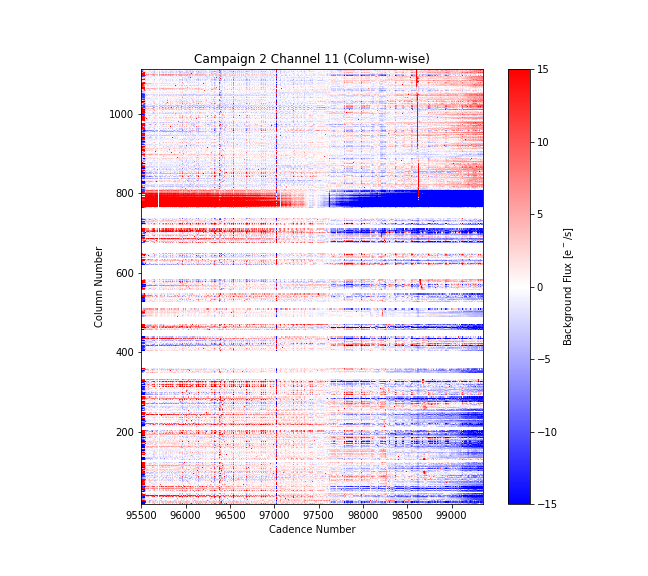 Campaign 2 Channel 11 (Column-wise)
1000
800
600
400
200
Column Number
95500 96000 96500 97000 97500 98000 98500 99000
Cadence Number
15
10
5
0
−5
−10
−15
Background Flux [e⁻/s]